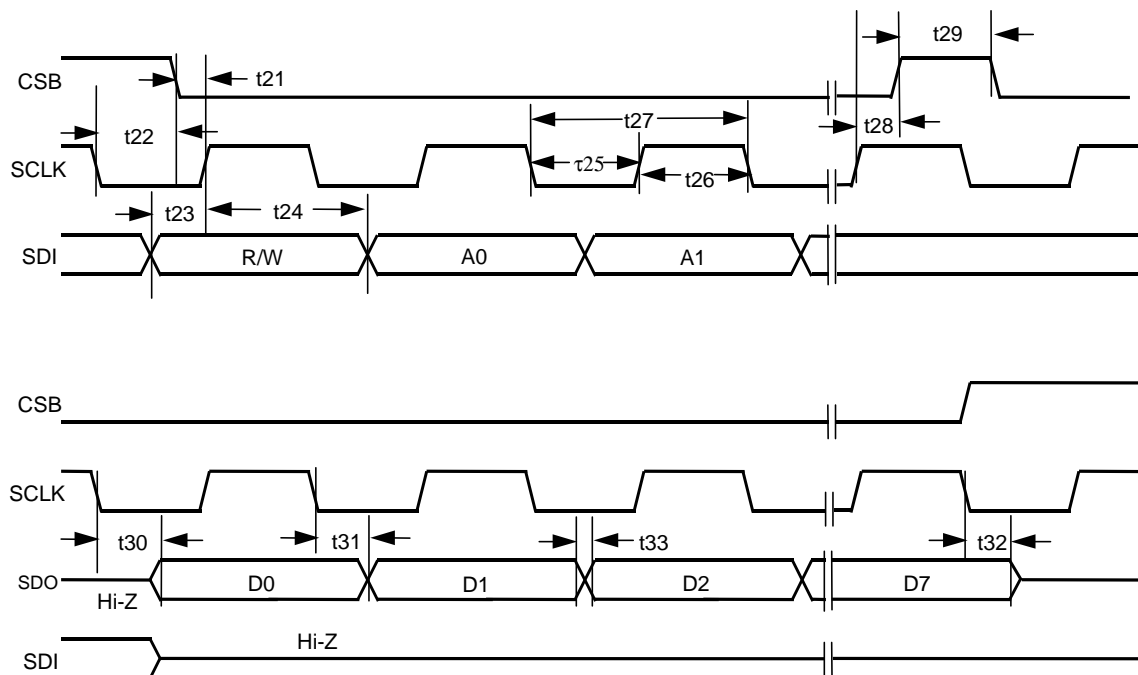 t29
CSB
t21
t27
t22
t28
SCLK
τ25
t26
t23
t24
SDI
R/W
A0
A1
CSB
SCLK
t30
t31
t33
t32
SDO
D0
D1
D2
D7
Hi-Z
Hi-Z
SDI